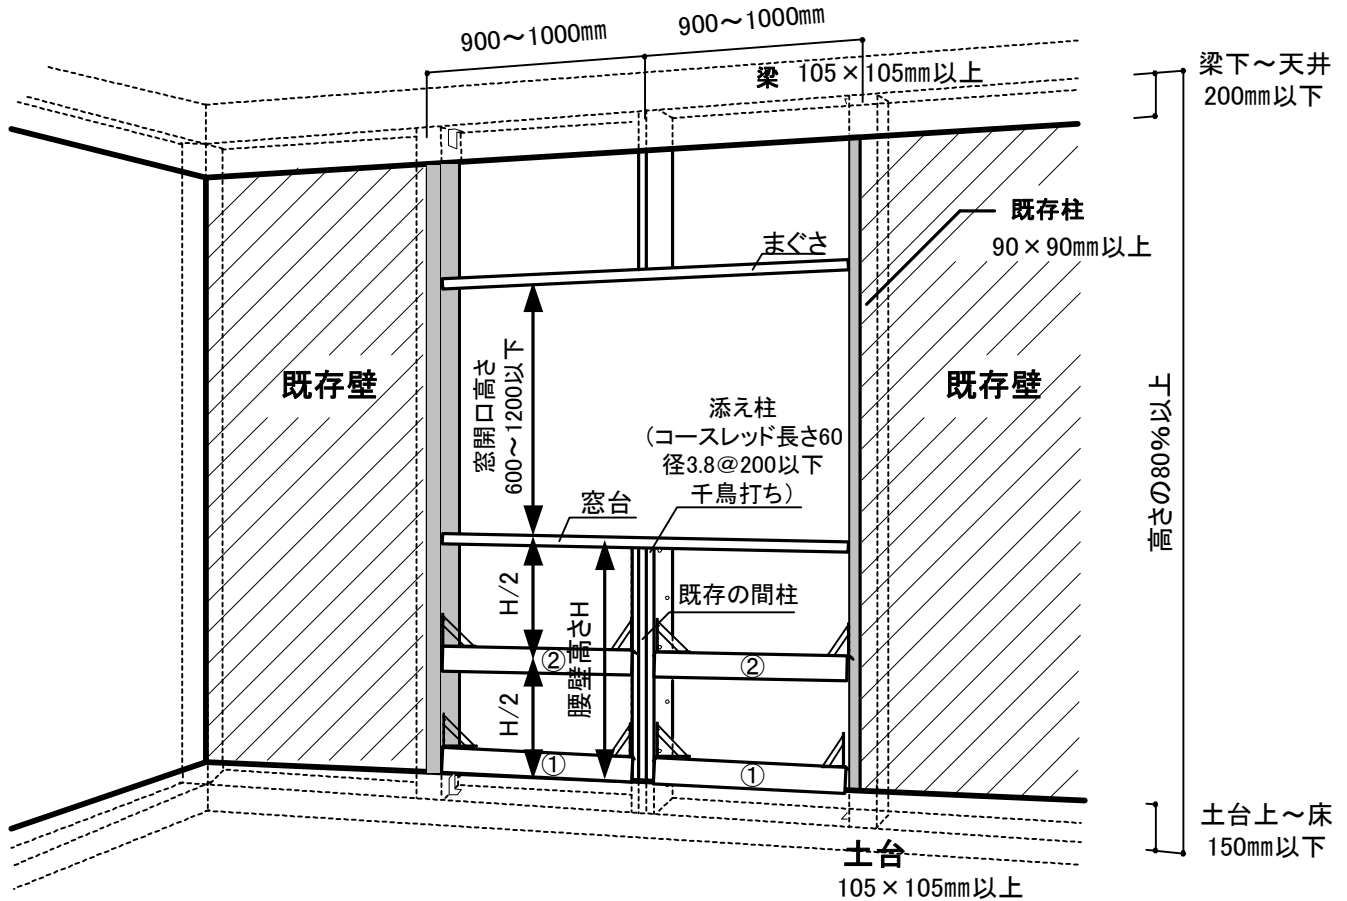 900～1000mm
900～1000mm
梁 105×105mm以上
梁下～天井
200mm以下
既存柱
90×90mm以上
まぐさ
既存壁
既存壁
窓開口高さ
600～1200以下
添え柱
（コースレッド長さ60
径3.8@200以下
千鳥打ち）
高さの80%以上
窓台
H/2
腰壁高さH
既存の間柱
②
②
H/2
①
①
土台上～床
150mm以下
土台
105×105mm以上